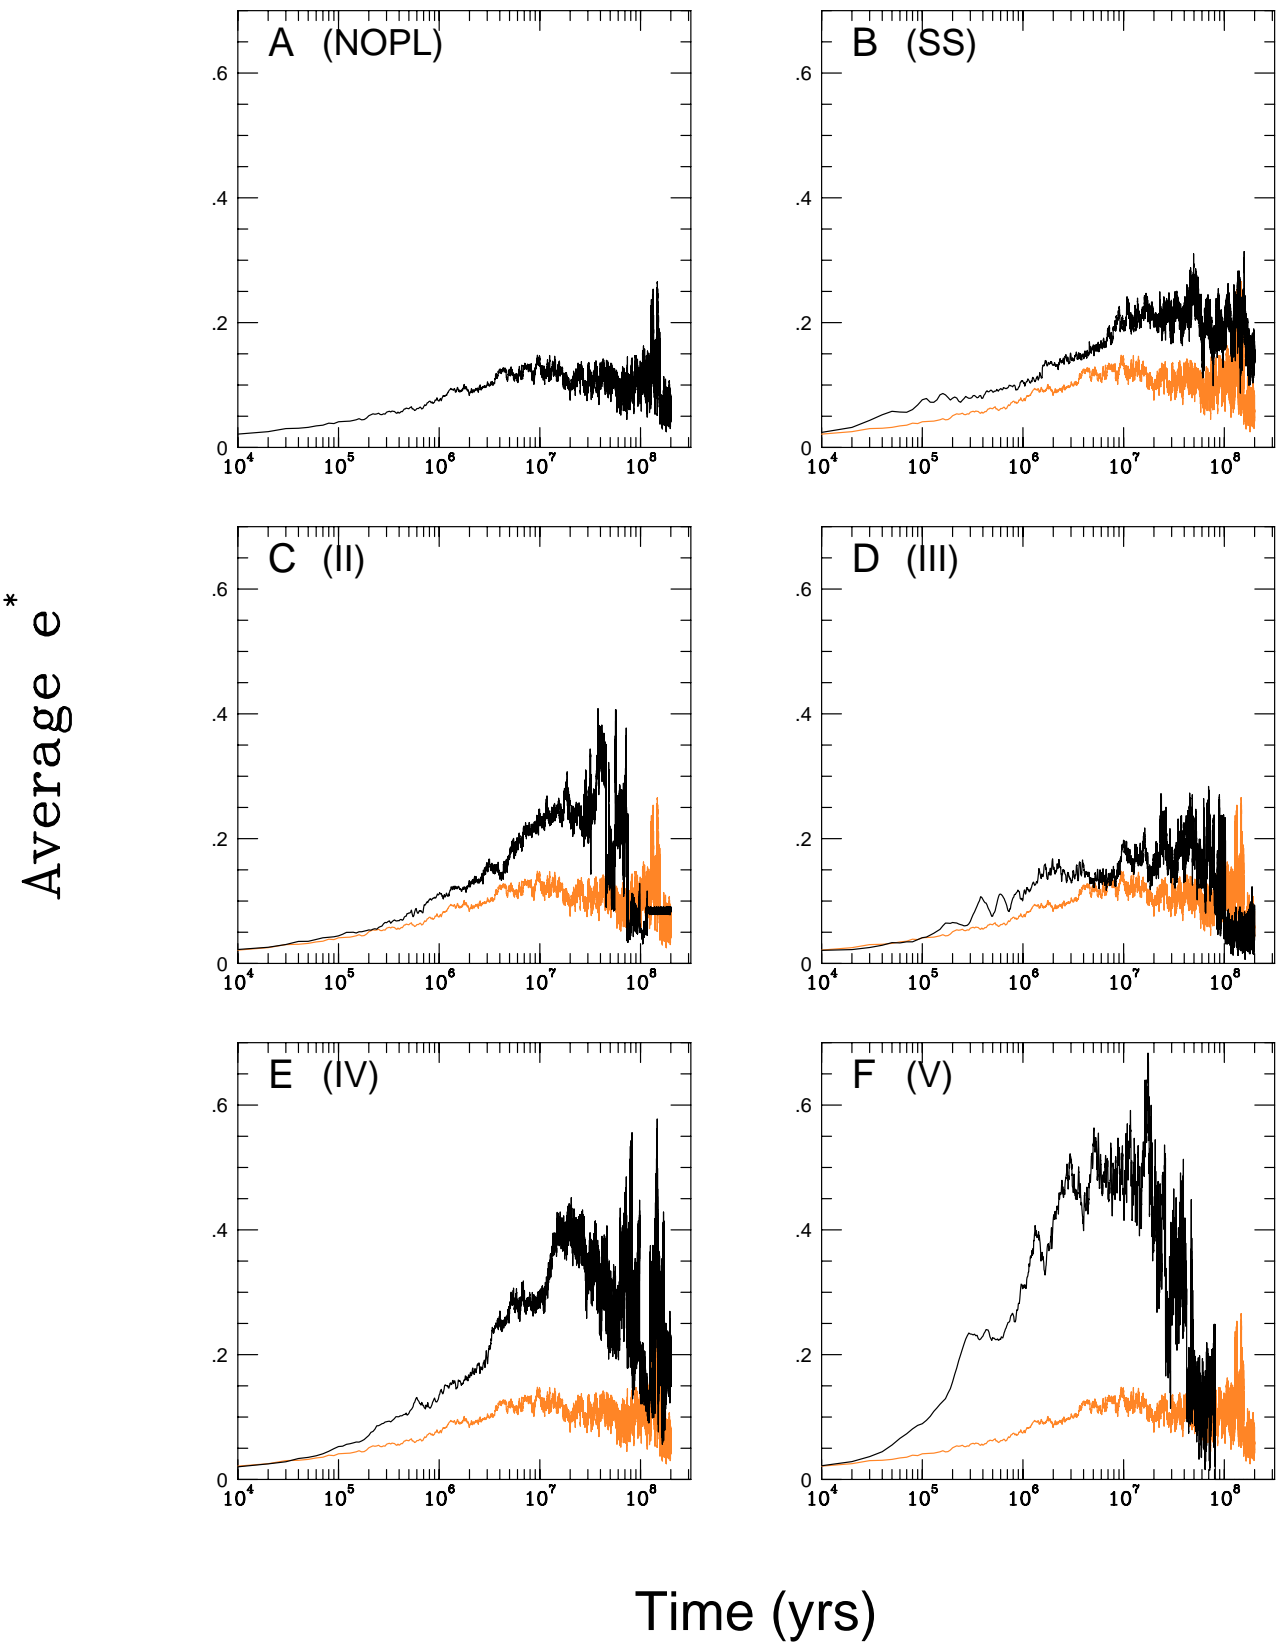 A (NOPL)
.6
.4
.2
0
10⁴ 10⁵ 10⁶ 10⁷ 10⁸
B (SS)
.6
.4
.2
0
10⁴ 10⁵ 10⁶ 10⁷ 10⁸
C (II)
.6
.4
.2
0
10⁴ 10⁵ 10⁶ 10⁷ 10⁸
D (III)
.6
.4
.2
0
10⁴ 10⁵ 10⁶ 10⁷ 10⁸
E (IV)
.6
.4
.2
0
10⁴ 10⁵ 10⁶ 10⁷ 10⁸
F (V)
.6
.4
.2
0
10⁴ 10⁵ 10⁶ 10⁷ 10⁸
Average e*
Time (yrs)